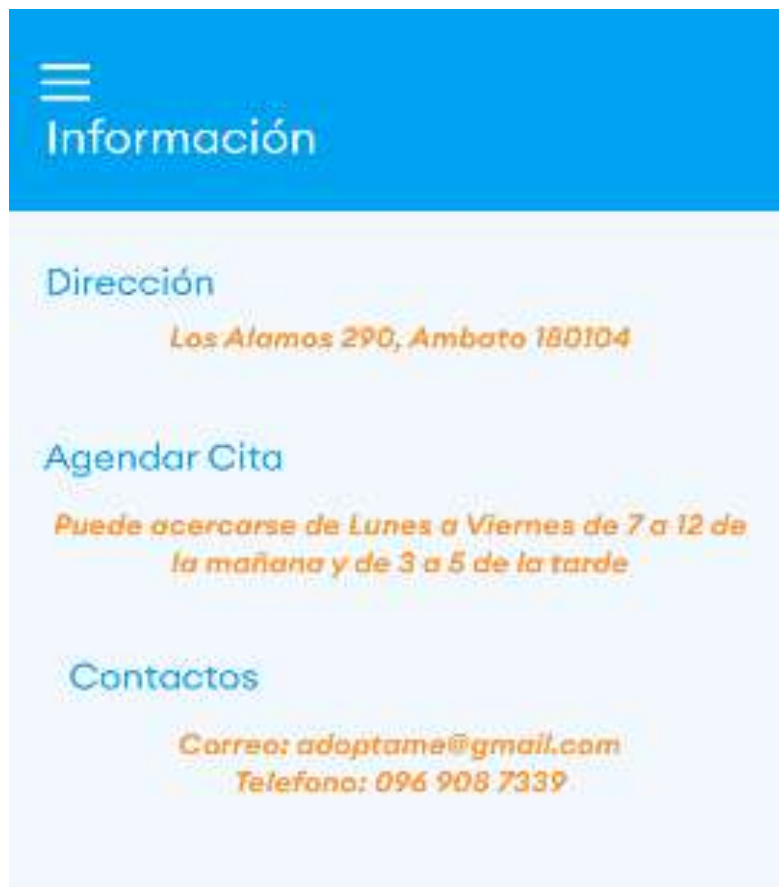 Información
Dirección
Los Alamos 290, Ambato 180104
Agendar Cita
Puede acercarse de Lunes a Viernes de 7 a 12 de
la mañana y de 3 a 5 de la tarde
Contactos
Correo: adoptame@gmail.com
Telefono: 096 908 7339